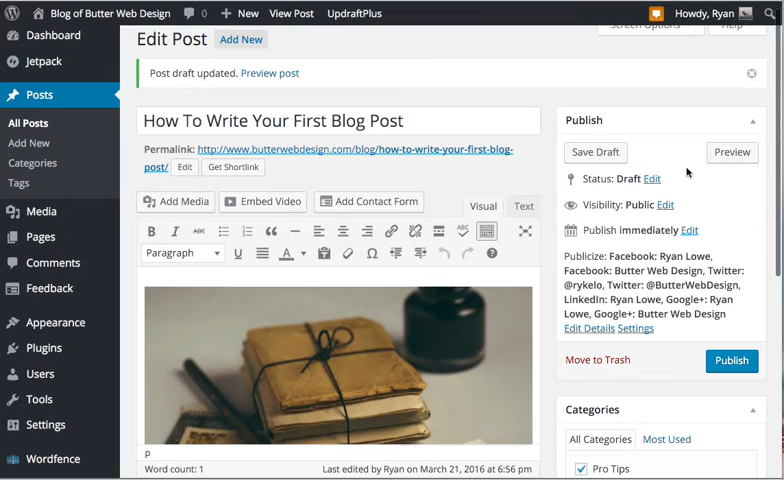 Blog of Butter Web Design 0 New View Post UpdraftPlus Howdy, Ryan
Dashboard
Jetpack
Posts
All Posts
Add New
Categories
Tags
Media
Pages
Comments
Feedback
Appearance
Plugins
Users
Tools
Settings
Wordfence
Screen Options Help
Edit Post Add New
Post draft updated. Preview post
How To Write Your First Blog Post
Permalink: http://www.butterwebdesign.com/blog/how-to-write-your-first-blog-
post/ Edit Get Shortlink
Add Media Embed Video Add Contact Form Visual Text
B I ABC ABC
Paragraph U A Ω
p
Word count: 1 Last edited by Ryan on March 21, 2016 at 6:56 pm
Publish
Save Draft Preview
Status: Draft Edit
Visibility: Public Edit
Publish immediately Edit
Publicize: Facebook: Ryan Lowe,
Facebook: Butter Web Design, Twitter:
@rykelo, Twitter: @ButterWebDesign,
LinkedIn: Ryan Lowe, Google+: Ryan
Lowe, Google+: Butter Web Design
Edit Details Settings
Move to Trash Publish
Categories
All Categories Most Used
Pro Tips